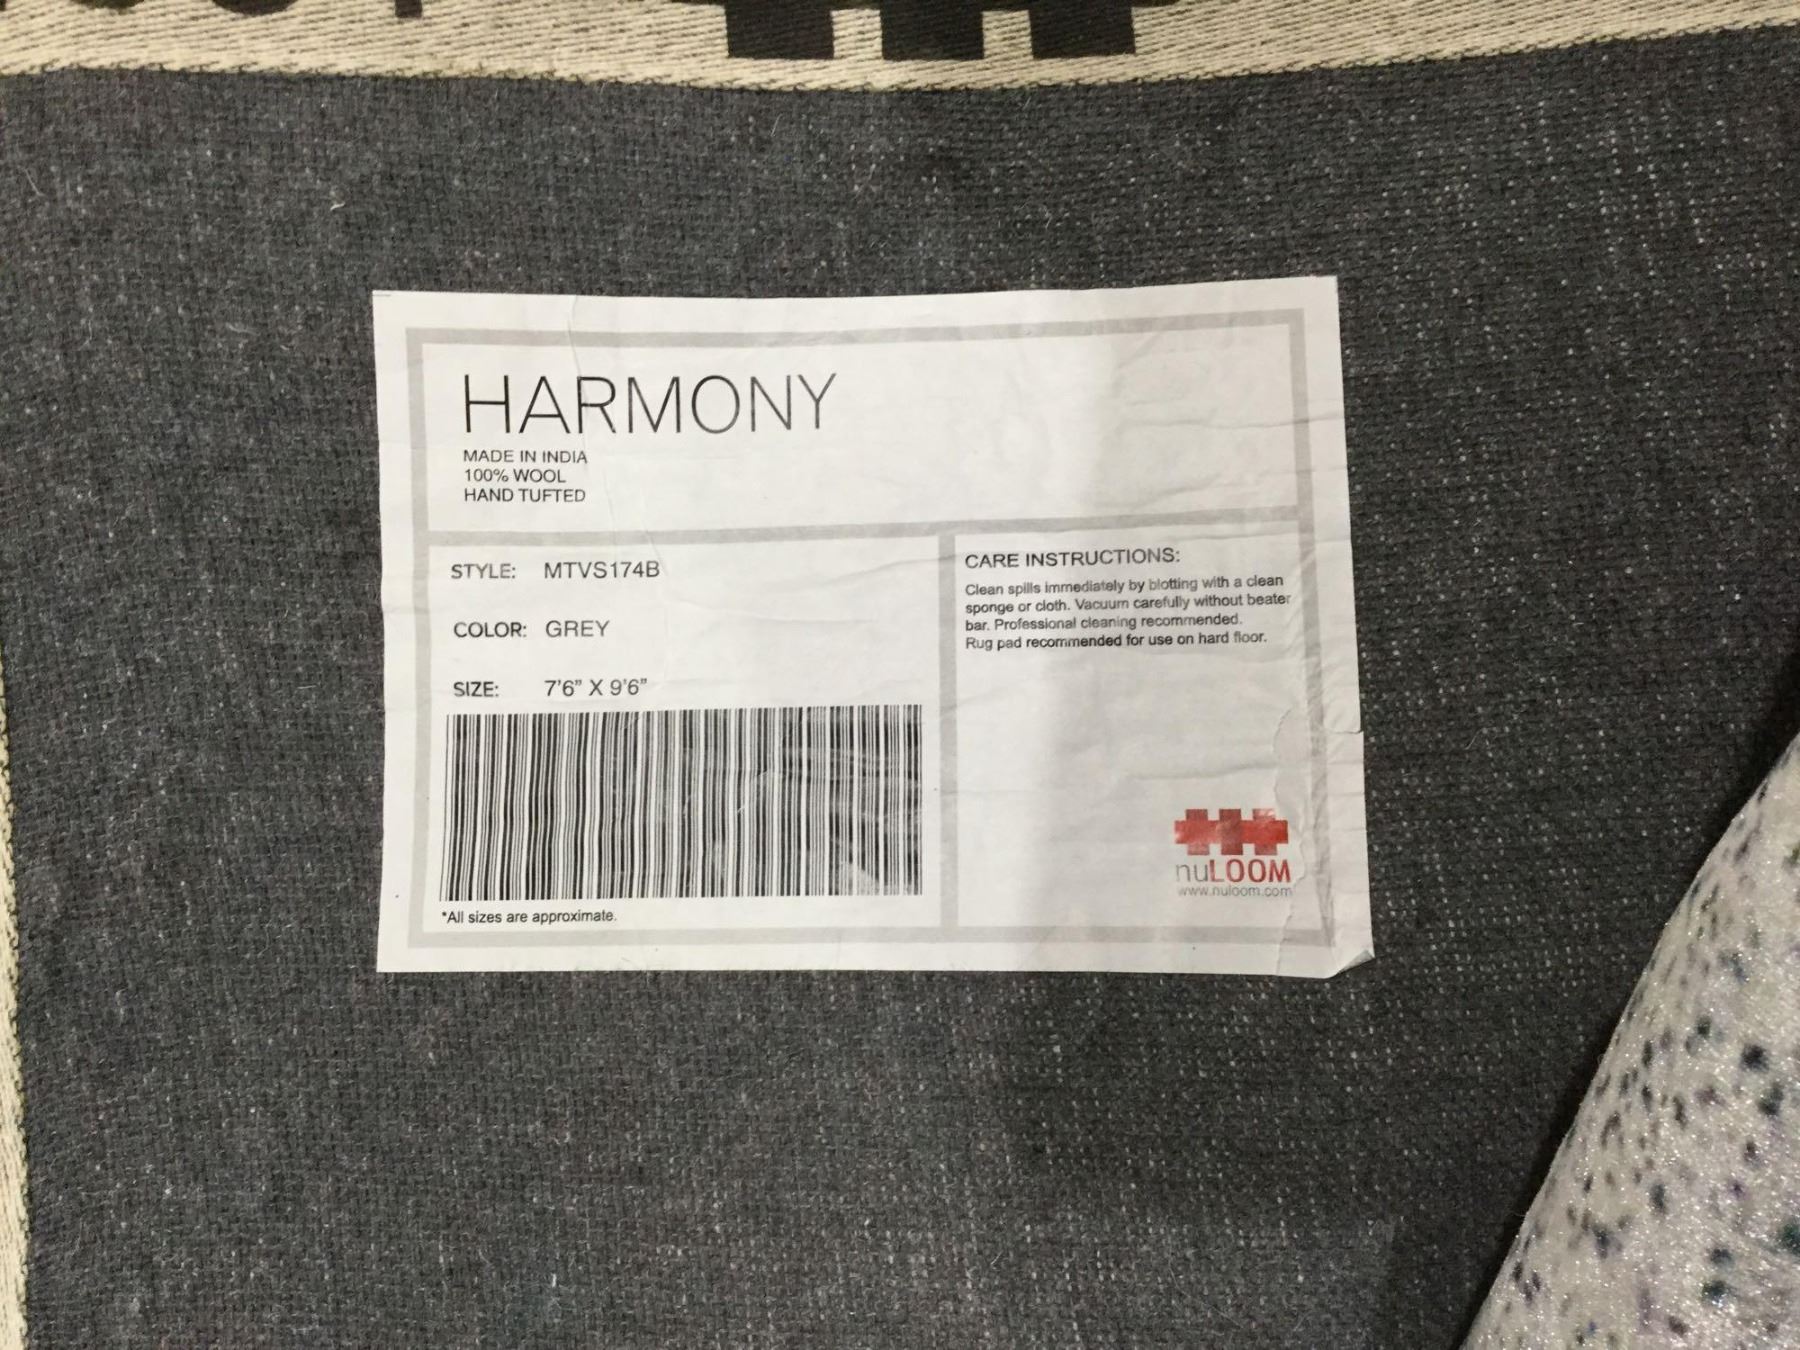 HARMONY
MADE IN INDIA
100% WOOL
HAND TUFTED
STYLE: MTVS174B
COLOR: GREY
SIZE: 7'6" X 9'6"
*All sizes are approximate.
CARE INSTRUCTIONS:
Clean spills immediately by blotting with a clean
sponge or cloth. Vacuum carefully without beater
bar. Professional cleaning recommended.
Rug pad recommended for use on hard floor.
nuLOOM
www.nuloom.com